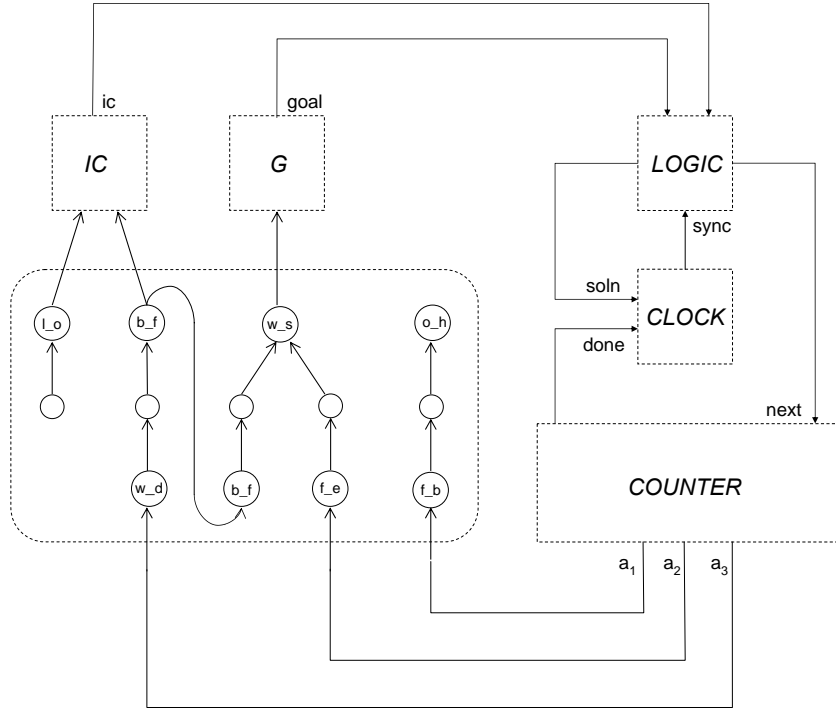 ic
goal
IC
G
LOGIC
sync
soln
CLOCK
done
l_o
b_f
w_s
o_h
next
w_d
b_f
f_e
f_b
COUNTER
a₁
a₂
a₃